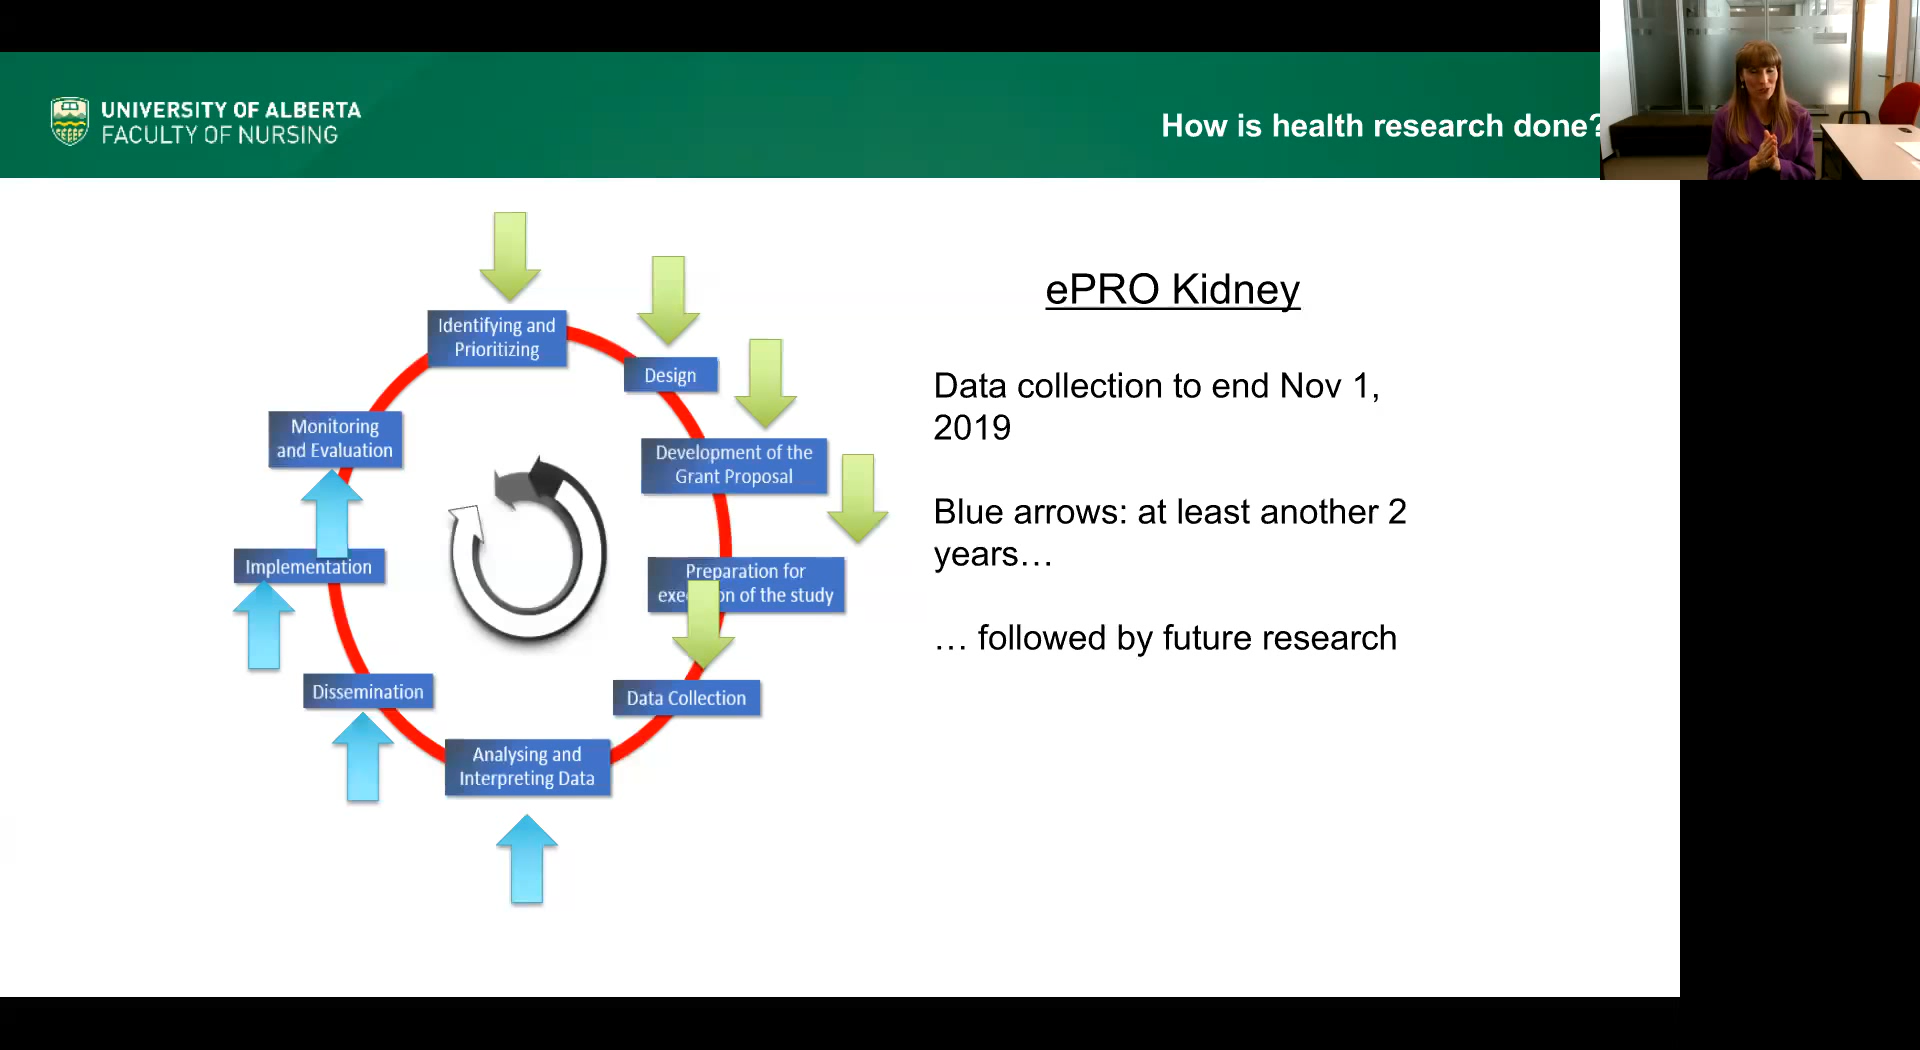 UNIVERSITY OF ALBERTA
FACULTY OF NURSING
How is health research done?
Identifying and
Prioritizing
Design
Development of the
Grant Proposal
Preparation for
of the study
Data Collection
Analysing and
Interpreting Data
Dissemination
Implementation
Monitoring
and Evaluation
ePRO Kidney
Data collection to end Nov 1,
2019
Blue arrows: at least another 2
years…
… followed by future research